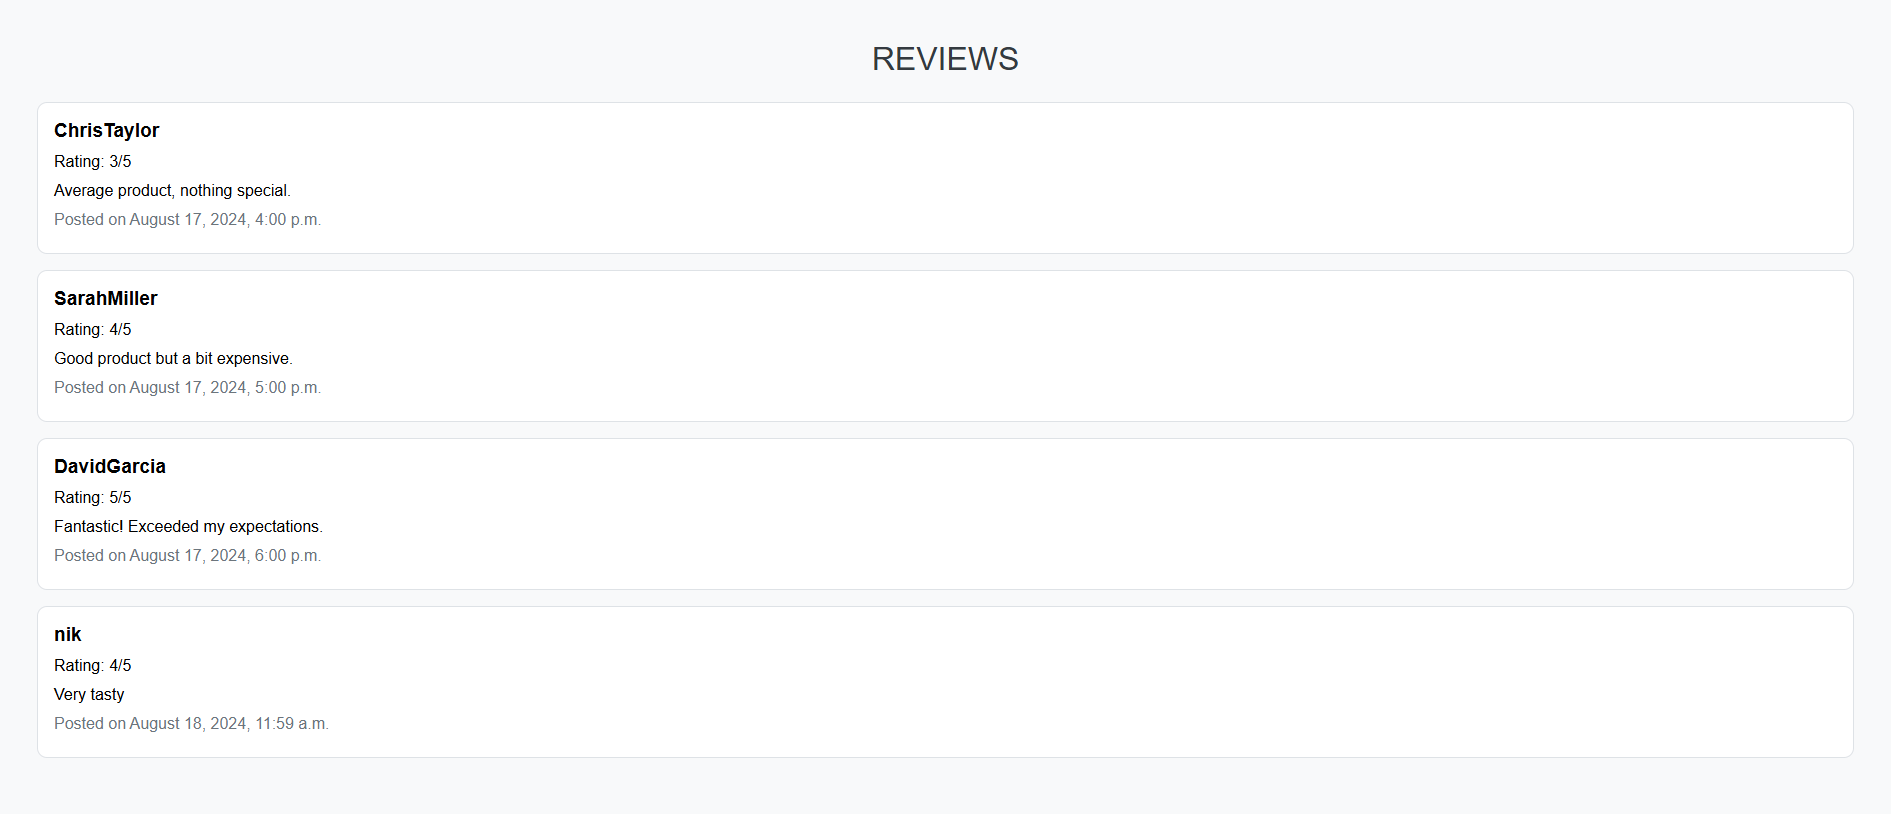 REVIEWS
ChrisTaylor
Rating: 3/5
Average product, nothing special.
Posted on August 17, 2024, 4:00 p.m.
SarahMiller
Rating: 4/5
Good product but a bit expensive.
Posted on August 17, 2024, 5:00 p.m.
DavidGarcia
Rating: 5/5
Fantastic! Exceeded my expectations.
Posted on August 17, 2024, 6:00 p.m.
nik
Rating: 4/5
Very tasty
Posted on August 18, 2024, 11:59 a.m.